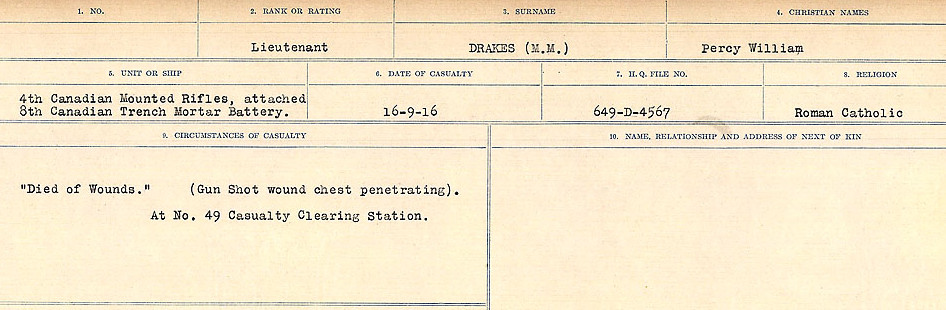 1. NO.
2. RANK OR RATING
3. SURNAME
4. CHRISTIAN NAMES
Lieutenant
DRAKES (M.M.)
Percy William
5. UNIT OR SHIP
6. DATE OF CASUALTY
7. H.Q. FILE NO.
8. RELIGION
4th Canadian Mounted Rifles, attached
8th Canadian Trench Mortar Battery.
16-9-16
649-D-4567
Roman Catholic
9. CIRCUMSTANCES OF CASUALTY
10. NAME, RELATIONSHIP AND ADDRESS OF NEXT OF KIN
"Died of Wounds." (Gun Shot wound chest penetrating).
At No. 49 Casualty Clearing Station.